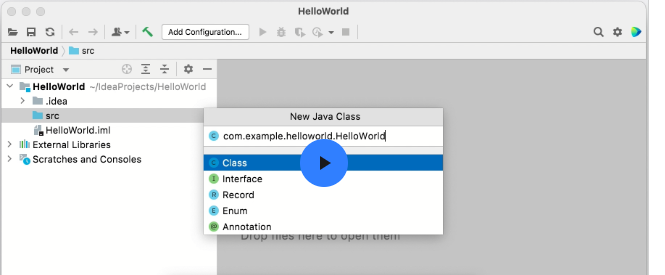 HelloWorld
Add Configuration...
HelloWorld src
Project
HelloWorld ~/IdeaProjects/HelloWorld
.idea
src
HelloWorld.iml
External Libraries
Scratches and Consoles
New Java Class
com.example.helloworld.HelloWorld
Class
Interface
Record
Enum
Annotation
Drop files here to open them